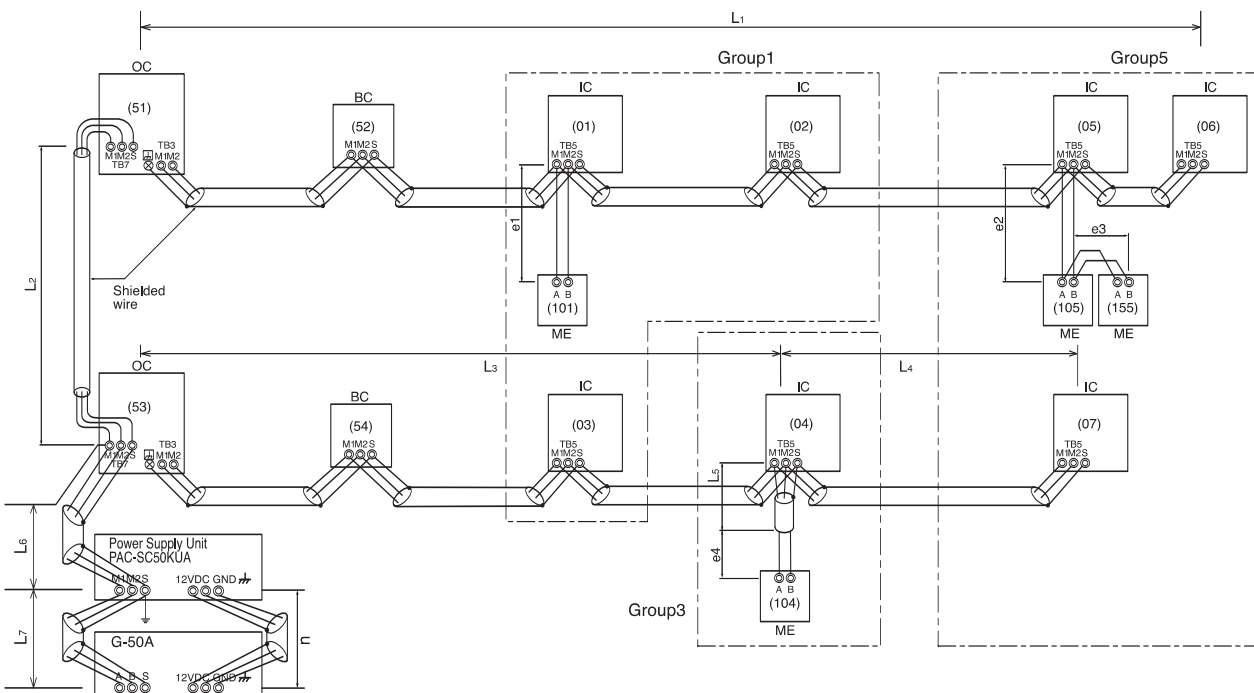 L1
Group1
Group5
OC
(51)
TB3
M1M2S
M1M2
TB7
BC
(52)
M1M2S
IC
(01)
TB5
M1M2S
IC
(02)
TB5
M1M2S
IC
(05)
TB5
M1M2S
IC
(06)
TB5
M1M2S
L2
Shielded
wire
e1
A B
(101)
ME
e2
e3
A B
(105)
ME
A B
(155)
ME
L3
L4
OC
(53)
TB3
M1M2S
M1M2
TB7
BC
(54)
M1M2S
IC
(03)
TB5
M1M2S
IC
(04)
TB5
M1M2S
IC
(07)
TB5
M1M2S
L5
e4
A B
(104)
ME
Group3
L6
Power Supply Unit
PAC-SC50KUA
M1M2S 12VDC GND
L7
n
G-50A
A B S 12VDC GND